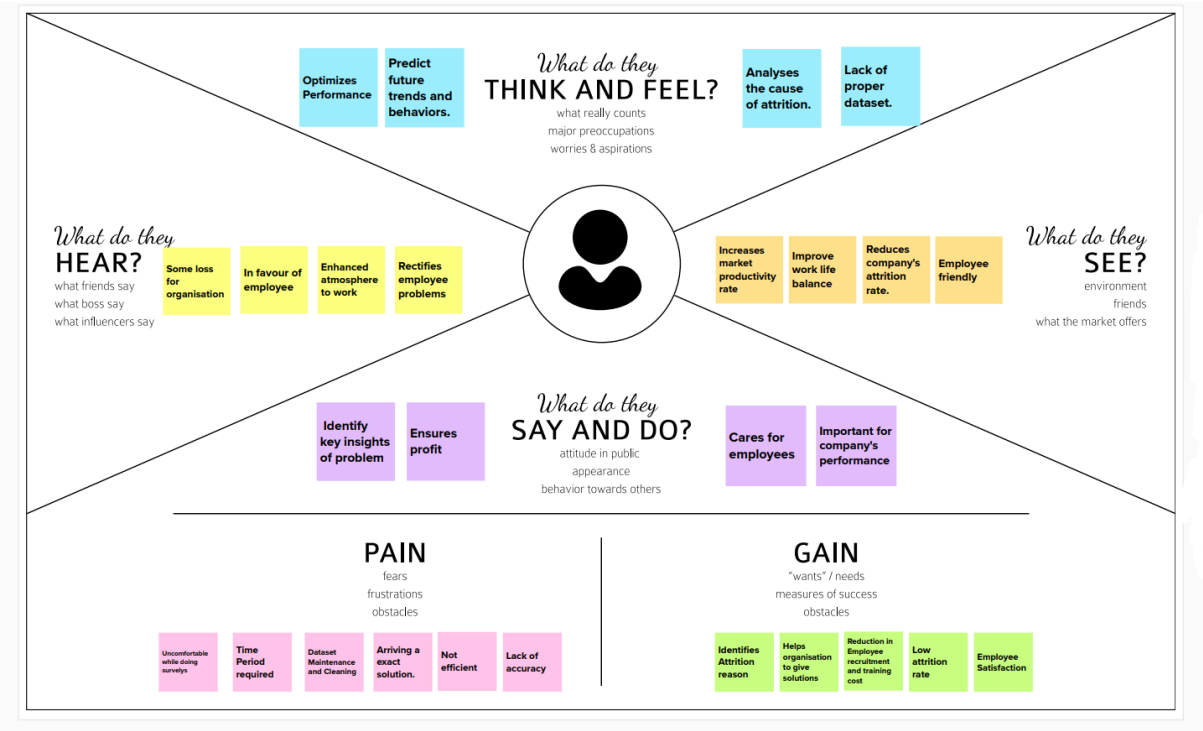 What do they
THINK AND FEEL?
what really counts
major preoccupations
worries & aspirations
Optimizes
Performance
Predict
future
trends and
behaviors.
Analyses
the cause
of attrition.
Lack of
proper
dataset.
What do they
HEAR?
what friends say
what boss say
what influencers say
Some loss
for
organisation
In favour of
employee
Enhanced
atmosphere
to work
Rectifies
employee
problems
Increases
market
productivity
rate
Improve
work life
balance
Reduces
company's
attrition
rate.
Employee
friendly
What do they
SEE?
environment
friends
what the market offers
Identify
key insights
of problem
Ensures
profit
What do they
SAY AND DO?
attitude in public
appearance
behavior towards others
Cares for
employees
Important for
company's
performance
PAIN
fears
frustrations
obstacles
Uncomfortable
while doing
survelys
Time
Period
required
Dataset
Maintenance
and Cleaning
Arriving a
exact
solution.
Not
efficient
Lack of
accuracy
GAIN
"wants" / needs
measures of success
obstacles
Identifies
Attrition
reason
Helps
organisation
to give
solutions
Reduction in
Employee
recruitment
and training
cost
Low
attrition
rate
Employee
Satisfaction